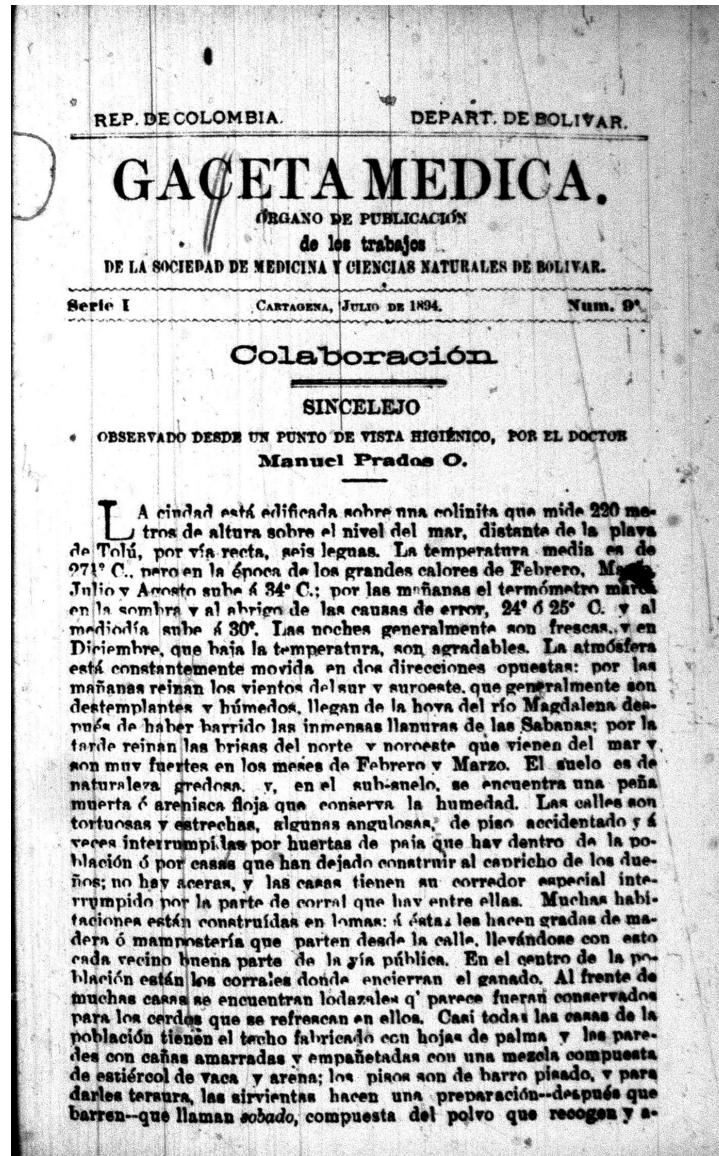 REP. DE COLOMBIA. DEPART. DE BOLIVAR.
GACETA MEDICA.
ÓRGANO DE PUBLICACIÓN
de los trabajos
DE LA SOCIEDAD DE MEDICINA Y CIENCIAS NATURALES DE BOLIVAR.
Serie I CARTAGENA, JULIO DE 1894. Num. 9º
Colaboración
SINCELEJO
OBSERVADO DESDE UN PUNTO DE VISTA HIGIÉNICO, POR EL DOCTOR
Manuel Prados O.
LA ciudad está edificada sobre una colinita que mide 220 me-
tros de altura sobre el nivel del mar, distante de la playa
de Tolú, por vía recta, seis leguas. La temperatura media es de
C., pero en la época de los grandes calores de Febrero, Marzo,
Julio y Agosto sube á 34º C.; por las mañanas el termómetro marca
en la sombra y al abrigo de las causas de error, 24º ó 25º C. y al
mediodía sube á 30º. Las noches generalmente son frescas, y en
Diciembre, que baja la temperatura, son agradables. La atmósfera
está constantemente movida en dos direcciones opuestas: por las
mañanas reinan los vientos del sur y suroeste, que generalmente son
destemplantes y húmedos, llegan de la hoya del río Magdalena des-
pués de haber barrido las inmensas llanuras de las Sabanas; por la
tarde reinan las brisas del norte y noroeste que vienen del mar y
son muy fuertes en los meses de Febrero y Marzo. El suelo es de
naturaleza gredosa, y, en el sub-suelo, se encuentra una peña
muerta ó arenisca floja que conserva la humedad. Las calles son
tortuosas y estrechas, algunas angulosas, de piso accidentado y á
veces interrumpidas por huertas de paja que hay dentro de la po-
blación ó por casas que han dejado construir al capricho de los due-
ños; no hay aceras, y las casas tienen su corredor especial inte-
rrumpido por la parte de corral que hay entre ellas. Muchas habi-
taciones están construídas en lomas: á éstas les hacen gradas de ma-
dera ó mampostería que parten desde la calle, llevándose con esto
cada vecino buena parte de la vía pública. En el centro de la po-
blación están los corrales donde encierran el ganado. Al frente de
muchas casas se encuentran lodazales q' parece fueran conservados
para los cerdos que se refrescan en ellos. Casi todas las casas de la
población tienen el techo fabricado con hojas de palma y las pare-
des con cañas amarradas y empañetadas con una mezcla compuesta
de estiércol de vaca y arena; los pisos son de barro pisado, y para
darles tersura, las sirvientas hacen una preparación--después que
barren--que llaman sobado, compuesta del polvo que recogen y a-